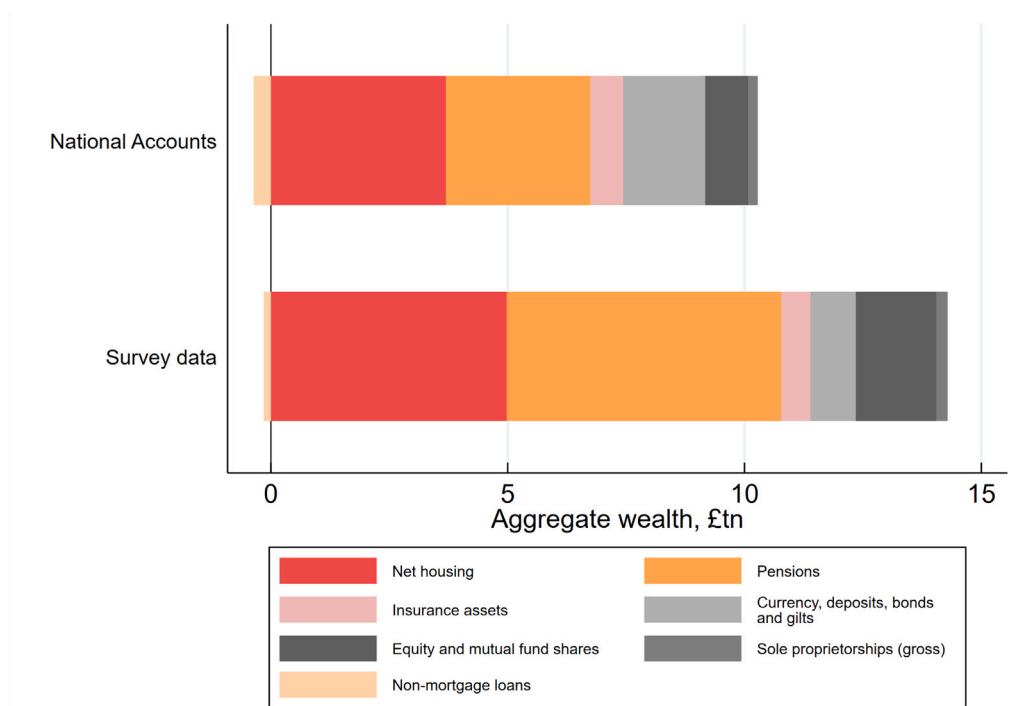 National Accounts
Survey data
0 5 10 15
Aggregate wealth, £tn
Net housing
Pensions
Insurance assets
Currency, deposits, bonds
and gilts
Equity and mutual fund shares
Sole proprietorships (gross)
Non-mortgage loans